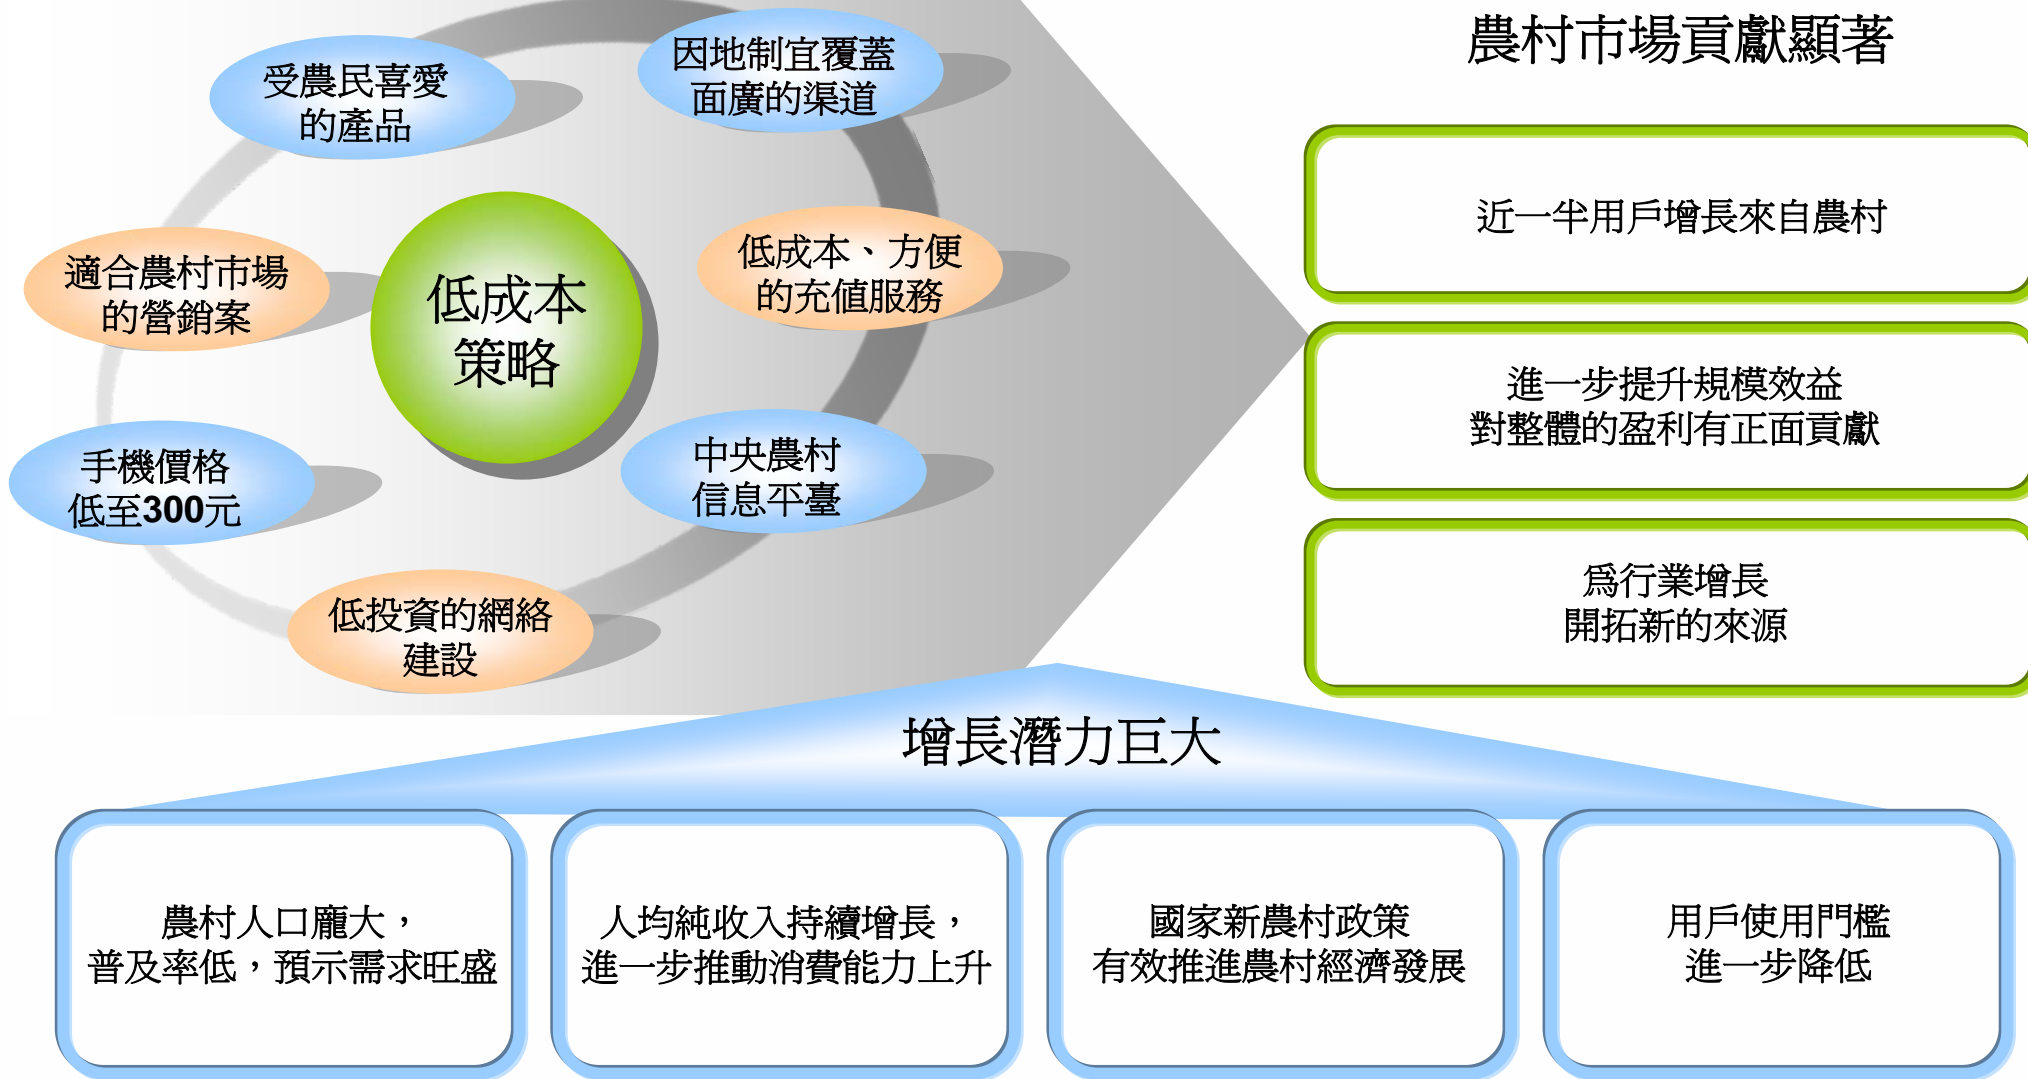 受農民喜愛
的產品
因地制宜覆蓋
面廣的渠道
適合農村市場
的營銷案
低成本
策略
低成本、方便
的充值服務
手機價格
低至300元
中央農村
信息平臺
低投資的網絡
建設
農村市場貢獻顯著
近一半用戶增長來自農村
進一步提升規模效益
對整體的盈利有正面貢獻
爲行業增長
開拓新的來源
增長潛力巨大
農村人口龐大，
普及率低，預示需求旺盛
人均純收入持續增長，
進一步推動消費能力上升
國家新農村政策
有效推進農村經濟發展
用戶使用門檻
進一步降低